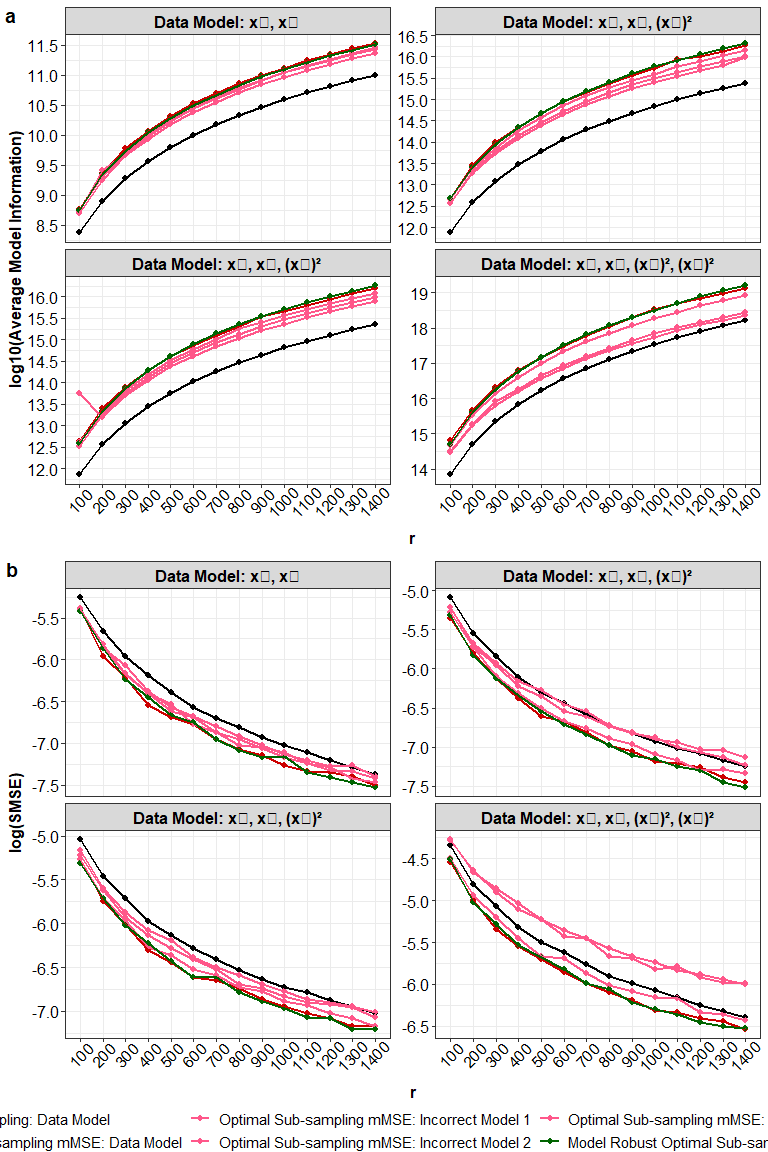 a
Data Model: x▯, x▯
Data Model: x▯, x▯, (x▯)²
11.5
11.0
10.5
10.0
9.5
9.0
8.5
16.5
16.0
15.5
15.0
14.5
14.0
13.5
13.0
12.5
12.0
log10(Average Model Information)
Data Model: x▯, x▯, (x▯)²
Data Model: x▯, x▯, (x▯)², (x▯)²
16.0
15.5
15.0
14.5
14.0
13.5
13.0
12.5
12.0
19
18
17
16
15
14
100 200 300 400 500 600 700 800 900 1000 1100 1200 1300 1400
100 200 300 400 500 600 700 800 900 1000 1100 1200 1300 1400
r
b
Data Model: x▯, x▯
Data Model: x▯, x▯, (x▯)²
-5.5
-6.0
-6.5
-7.0
-7.5
-5.0
-5.5
-6.0
-6.5
-7.0
-7.5
log(SMSE)
Data Model: x▯, x▯, (x▯)²
Data Model: x▯, x▯, (x▯)², (x▯)²
-5.0
-5.5
-6.0
-6.5
-7.0
-4.5
-5.0
-5.5
-6.0
-6.5
100 200 300 400 500 600 700 800 900 1000 1100 1200 1300 1400
100 200 300 400 500 600 700 800 900 1000 1100 1200 1300 1400
r
pling: Data Model
Optimal Sub-sampling mMSE: Incorrect Model 1
Optimal Sub-sampling mMSE:
sampling mMSE: Data Model
Optimal Sub-sampling mMSE: Incorrect Model 2
Model Robust Optimal Sub-sa